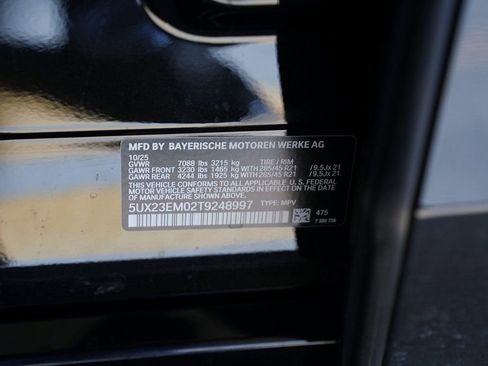 MFD BY BAYERISCHE MOTOREN WERKE AG
10/25
GVWR 7088 lbs 3215 kg TIRE / RIM
GAWR FRONT 3230 lbs 1465 kg WITH 285/45 R21 /9.5Jx 21
GAWR REAR 4244 lbs 1925 kg WITH 285/45 R21 /9.5Jx 21
THIS VEHICLE CONFORMS TO ALL APPLICABLE U.S. FEDERAL
MOTOR VEHICLE SAFETY STANDARDS IN EFFECT ON THE
DATE OF MANUFACTURE SHOWN ABOVE.
5UX23EM02T9248997 TYPE: MPV
475